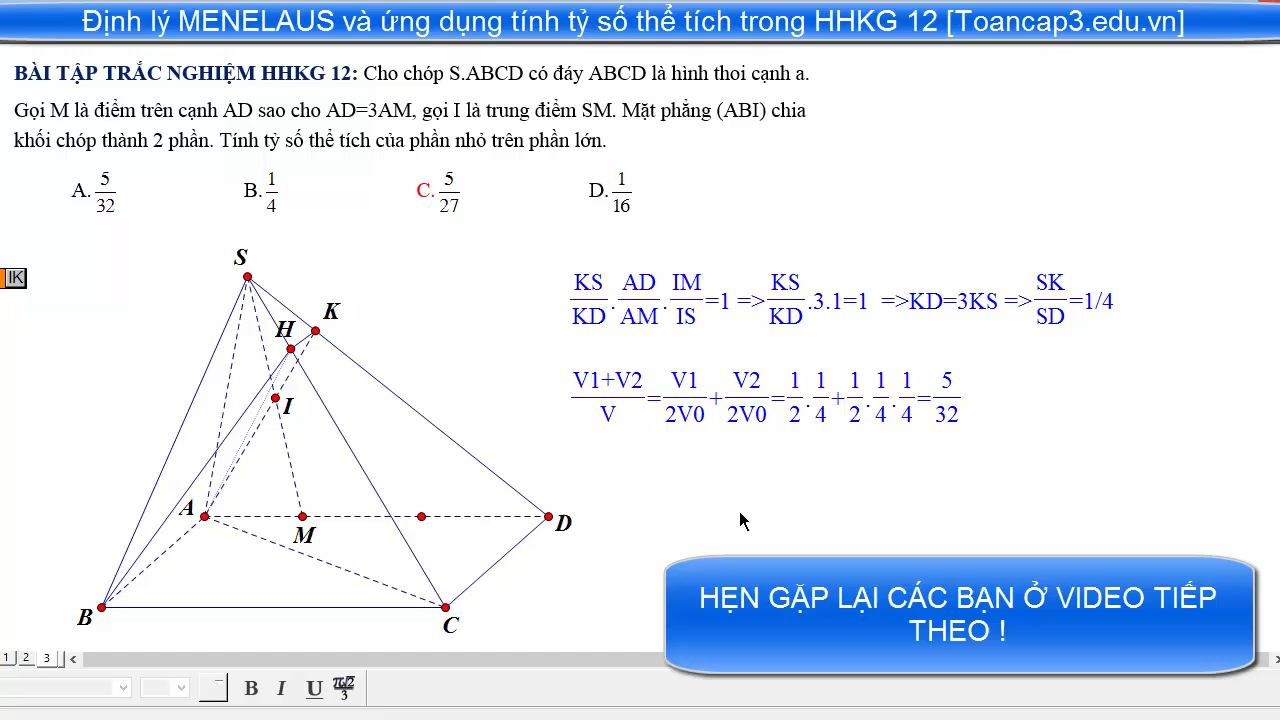 Định lý MENELAUS và ứng dụng tính tỷ số thể tích trong HHKG 12 [Toancap3.edu.vn]
BÀI TẬP TRẮC NGHIỆM HHKG 12: Cho chóp S.ABCD có đáy ABCD là hình thoi cạnh a.
Gọi M là điểm trên cạnh AD sao cho AD=3AM, gọi I là trung điểm SM. Mặt phẳng (ABI) chia
khối chóp thành 2 phần. Tính tỷ số thể tích của phần nhỏ trên phần lớn.
A. 5/32 B. 1/4 C. 5/27 D. 1/16
IK
S
K
H
I
A
M
D
B
C
KS/KD . AD/AM . IM/IS =1 => KS/KD .3.1=1 =>KD=3KS => SK/SD =1/4
V1+V2/V = V1/2V0 + V2/2V0 = 1/2 . 1/4 + 1/2 . 1/4 . 1/4 = 5/32
HẸN GẶP LẠI CÁC BẠN Ở VIDEO TIẾP
THEO !
1 2 3
B I U π√2/3